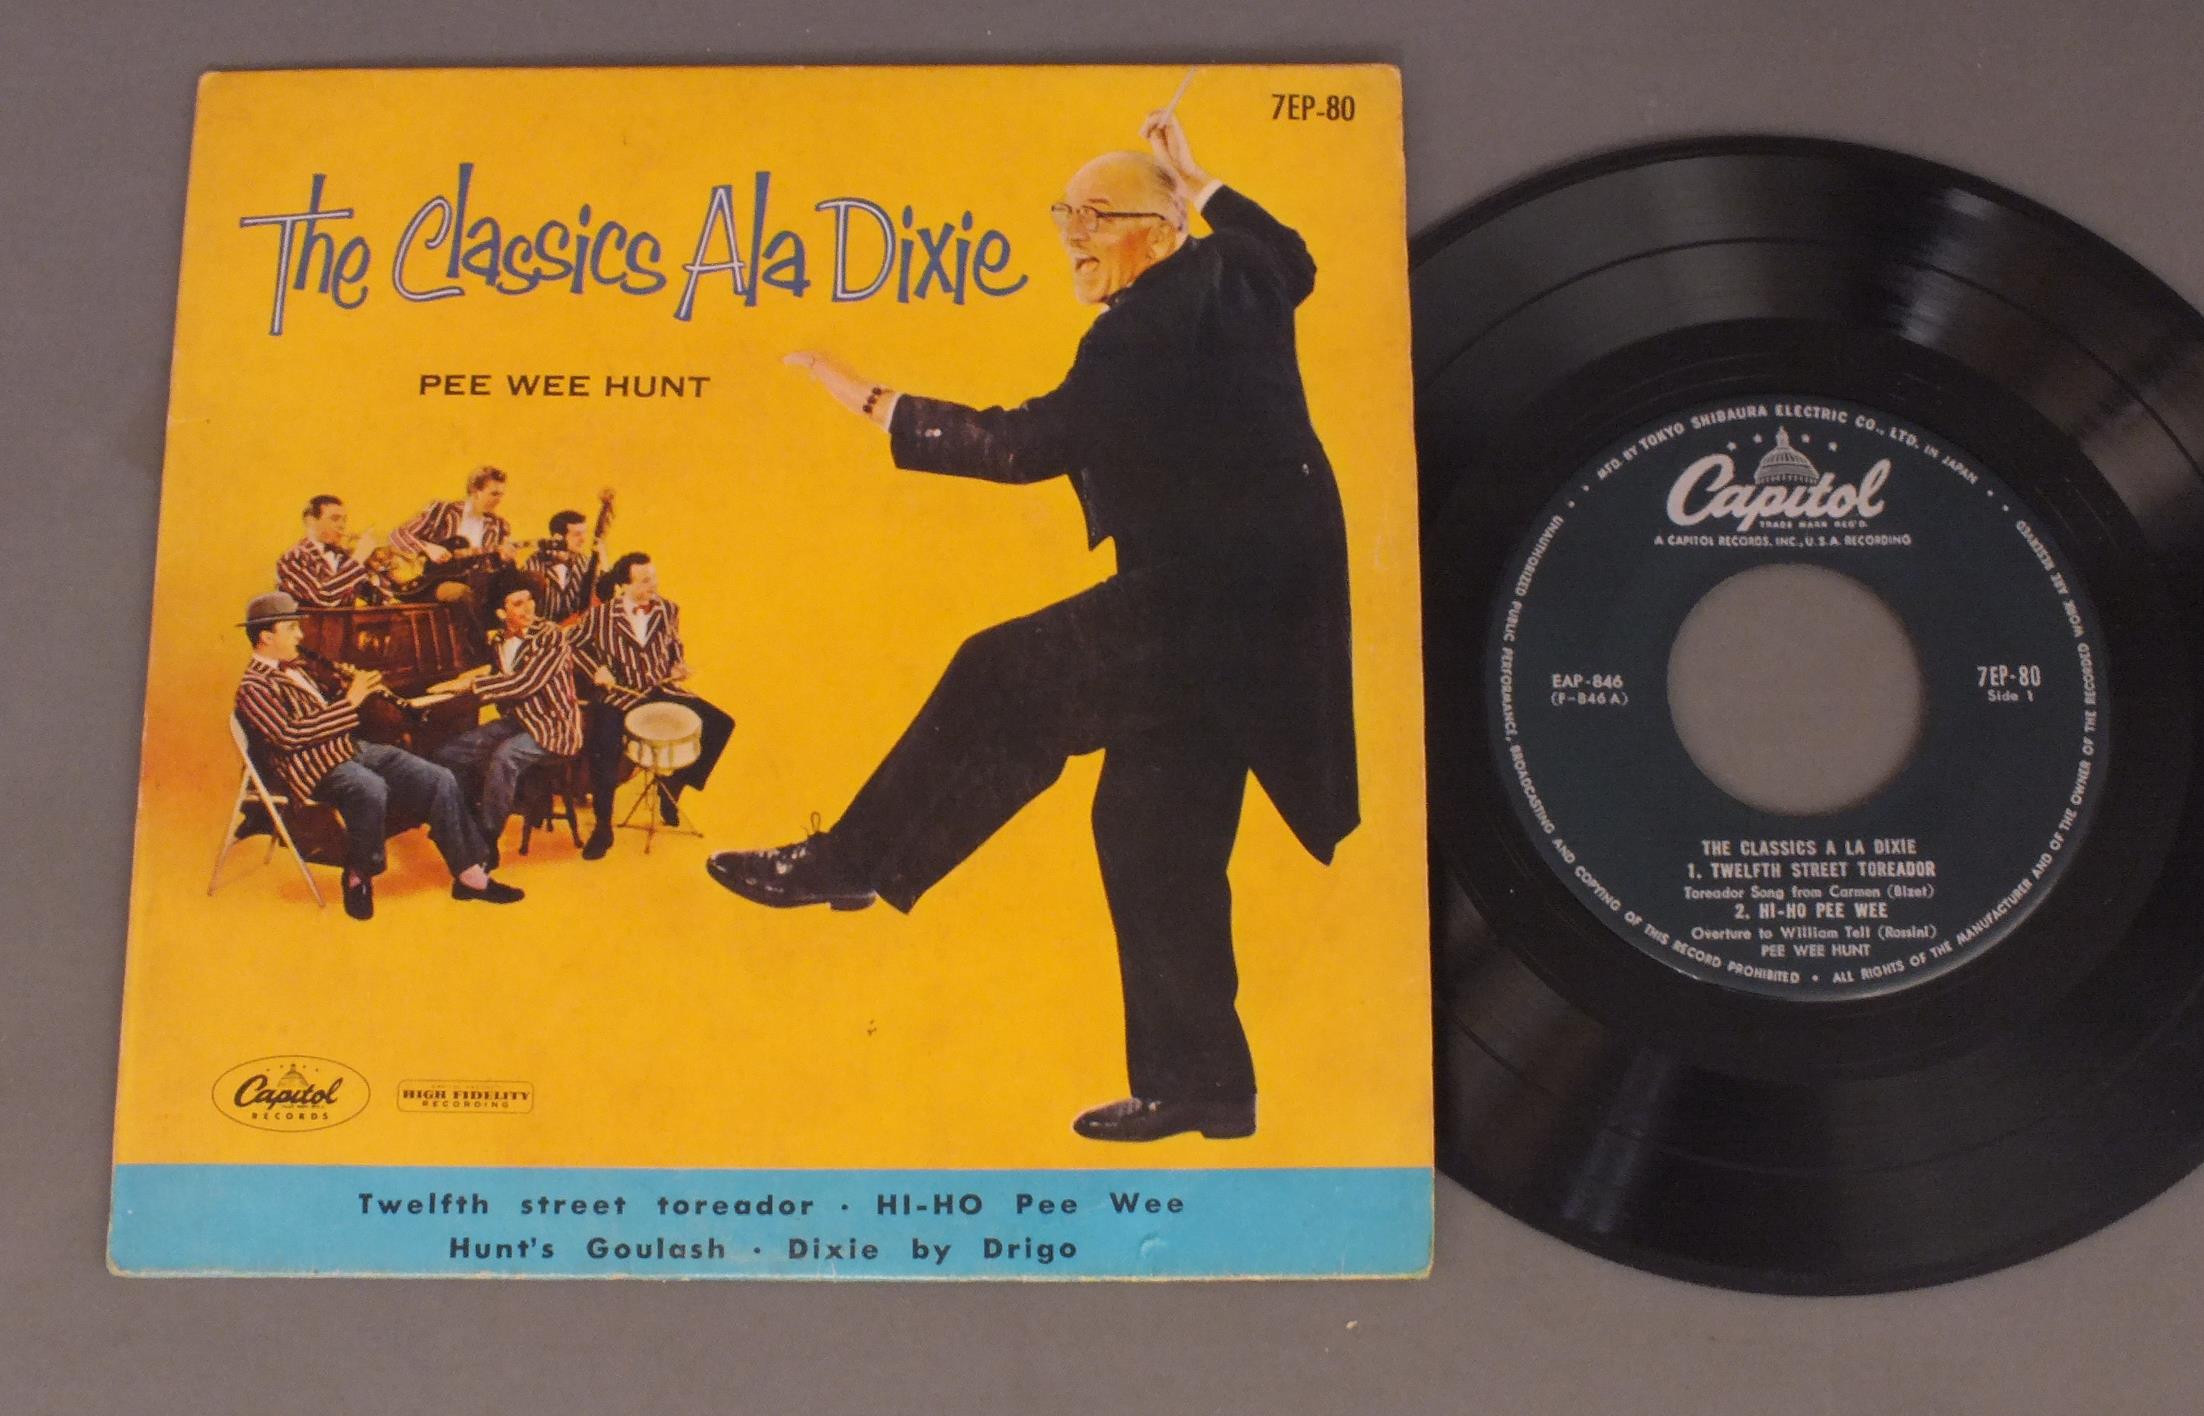 7EP-80
The Classics Ala Dixie
PEE WEE HUNT
Capitol
RECORDS
HIGH FIDELITY
RECORDING
Twelfth street toreador · HI-HO Pee Wee
Hunt's Goulash · Dixie by Drigo
• MFD. BY TOKYO SHIBAURA ELECTRIC CO., LTD. IN JAPAN •
Capitol
TRADE MARK REG'D.
A CAPITOL RECORDS, INC., U.S.A. RECORDING
EAP-846
(F-846A)
7EP-80
Side 1
THE CLASSICS A LA DIXIE
1. TWELFTH STREET TOREADOR
Toreador Song from Carmen (Bizet)
2. HI-HO PEE WEE
Overture to William Tell (Rossini)
PEE WEE HUNT
UNAUTHORIZED PUBLIC PERFORMANCE, BROADCASTING AND COPYING OF THIS RECORD PROHIBITED • ALL RIGHTS OF THE MANUFACTURER AND OF THE OWNER OF THE RECORDED WORK ARE RESERVED